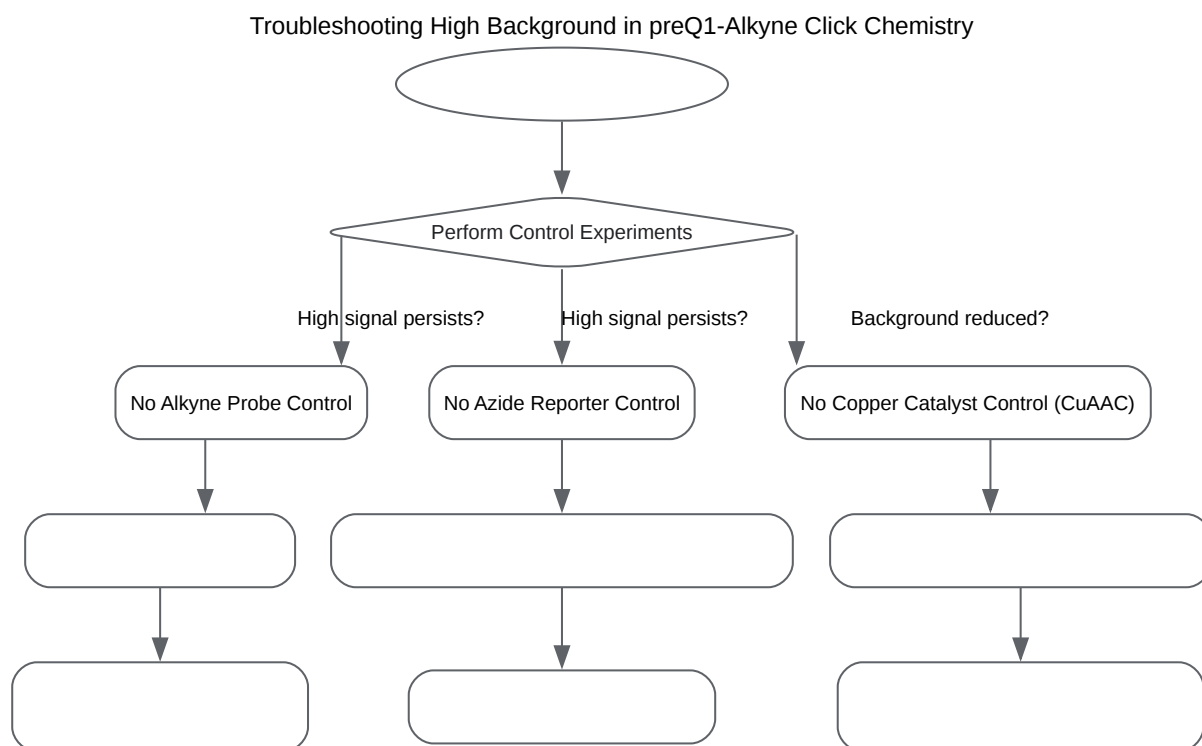 Troubleshooting High Background in preQ1-Alkyne Click Chemistry
Perform Control Experiments
High signal persists?
High signal persists?
Background reduced?
No Alkyne Probe Control
No Azide Reporter Control
No Copper Catalyst Control (CuAAC)